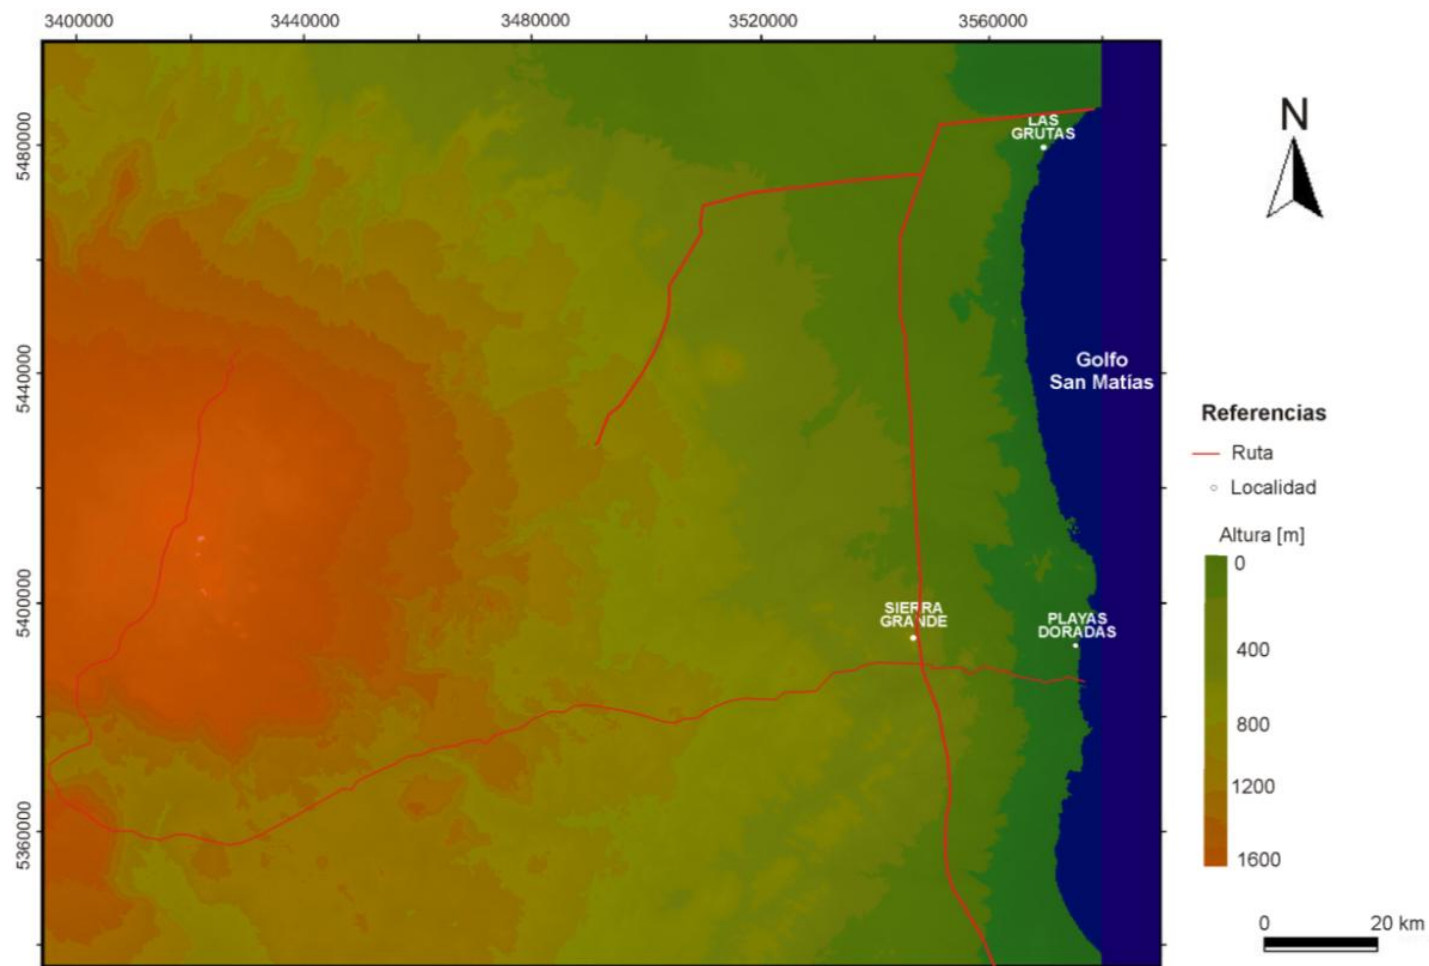 3400000 3440000 3480000 3520000 3560000
5480000
5440000
5400000
5360000
LAS
GRUTAS
Golfo
San Matías
SIERRA
GRANDE
PLAYAS
DORADAS
N
Referencias
Ruta
Localidad
Altura [m]
0
400
800
1200
1600
0 20 km